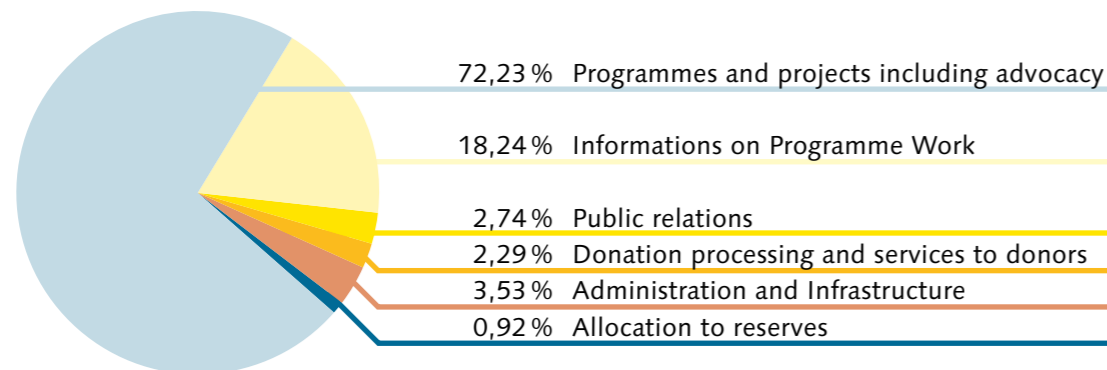 72,23 % Programmes and projects including advocacy
18,24 % Informations on Programme Work
2,74 % Public relations
2,29 % Donation processing and services to donors
3,53 % Administration and Infrastructure
0,92 % Allocation to reserves